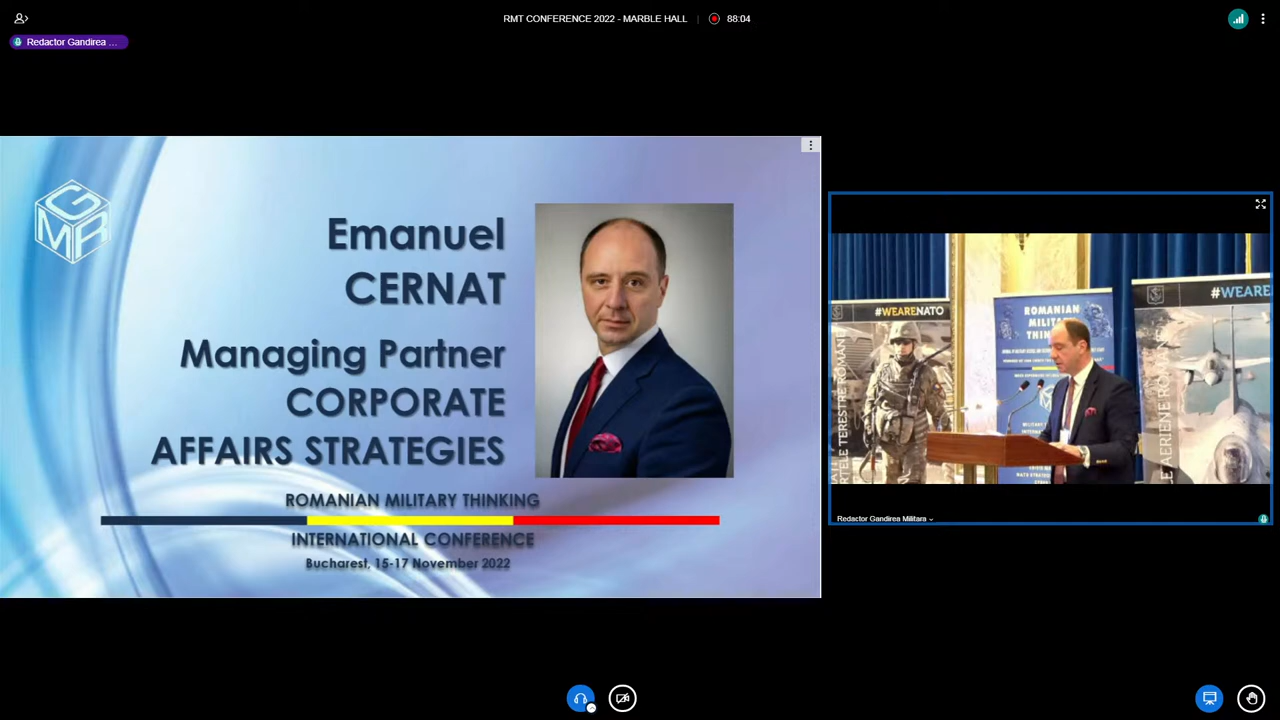 RMT CONFERENCE 2022 - MARBLE HALL
88:04
Redactor Gandirea ...
GMR
Emanuel
CERNAT
Managing Partner
CORPORATE
AFFAIRS STRATEGIES
ROMANIAN MILITARY THINKING
INTERNATIONAL CONFERENCE
Bucharest, 15-17 November 2022
#WEARENATO
ROMANIAN
MILITARY
#WEARE
Redactor Gandirea Militara